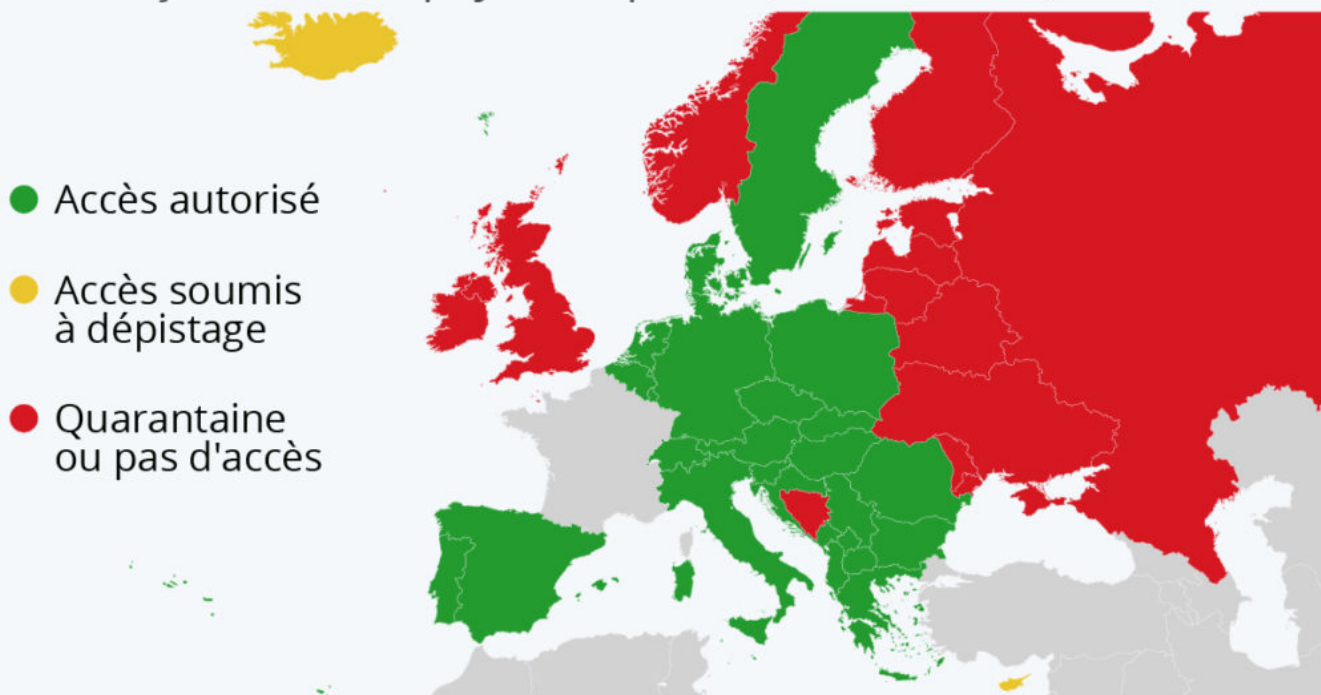 Accès autorisé
Accès soumis
à dépistage
Quarantaine
ou pas d'accès